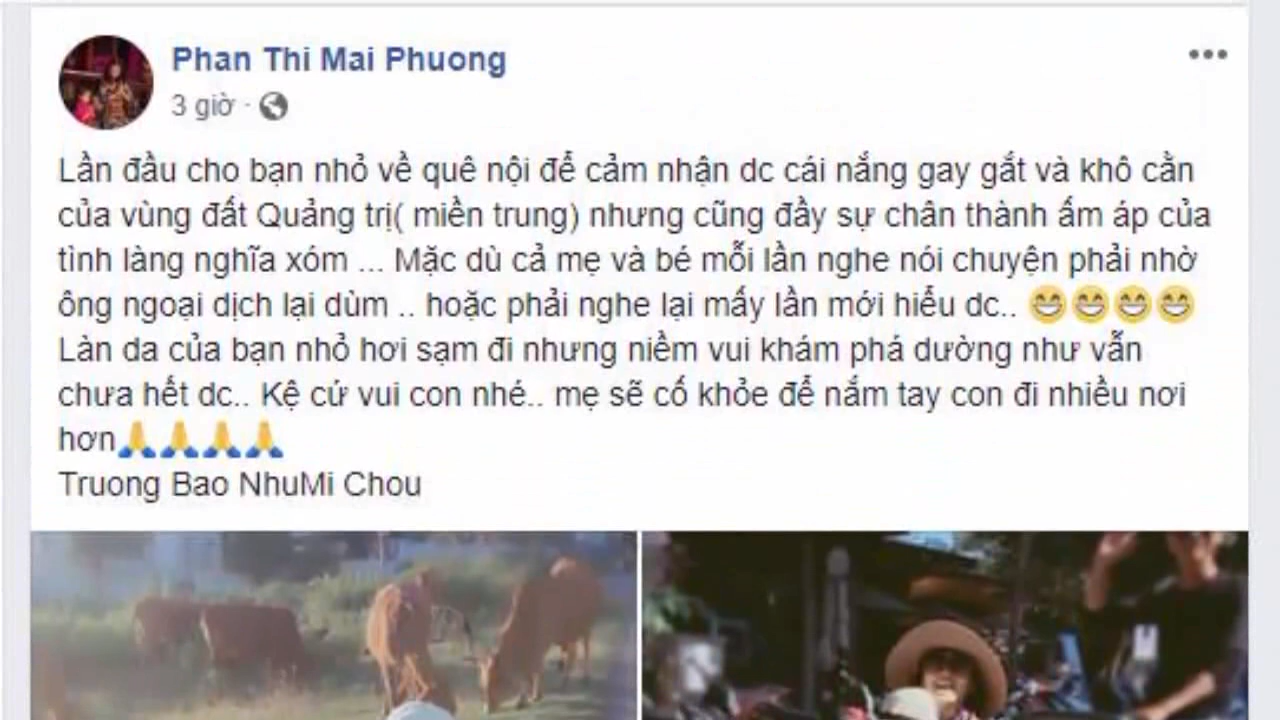 Phan Thi Mai Phuong
3 giờ ·
Lần đầu cho bạn nhỏ về quê nội để cảm nhận dc cái nắng gay gắt và khô cằn
của vùng đất Quảng trị( miền trung) nhưng cũng đầy sự chân thành ấm áp của
tình làng nghĩa xóm ... Mặc dù cả mẹ và bé mỗi lần nghe nói chuyện phải nhờ
ông ngoại dịch lại dùm .. hoặc phải nghe lại mấy lần mới hiểu dc.. 😁😁😁😁
Làn da của bạn nhỏ hơi sạm đi nhưng niềm vui khám phá dường như vẫn
chưa hết dc.. Kệ cứ vui con nhé.. mẹ sẽ cố khỏe để nắm tay con đi nhiều nơi
hơn🙏🙏🙏🙏
Truong Bao NhuMi Chou